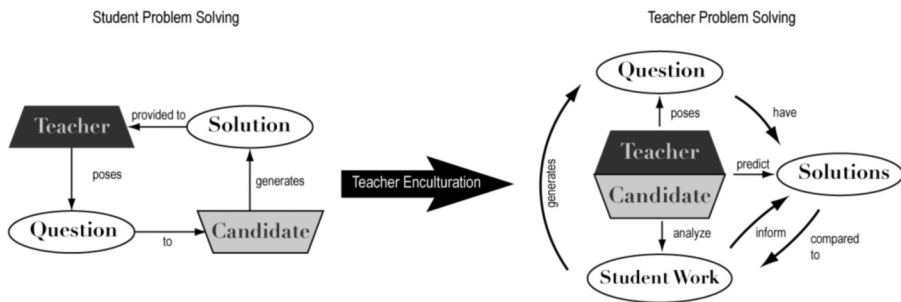 Student Problem Solving
Teacher Problem Solving
Teacher
provided to
Solution
poses
generates
Question
to
Candidate
Teacher Enculturation
Question
poses
have
generates
Teacher
predict
Solutions
Candidate
analyze
inform
compared
to
Student Work